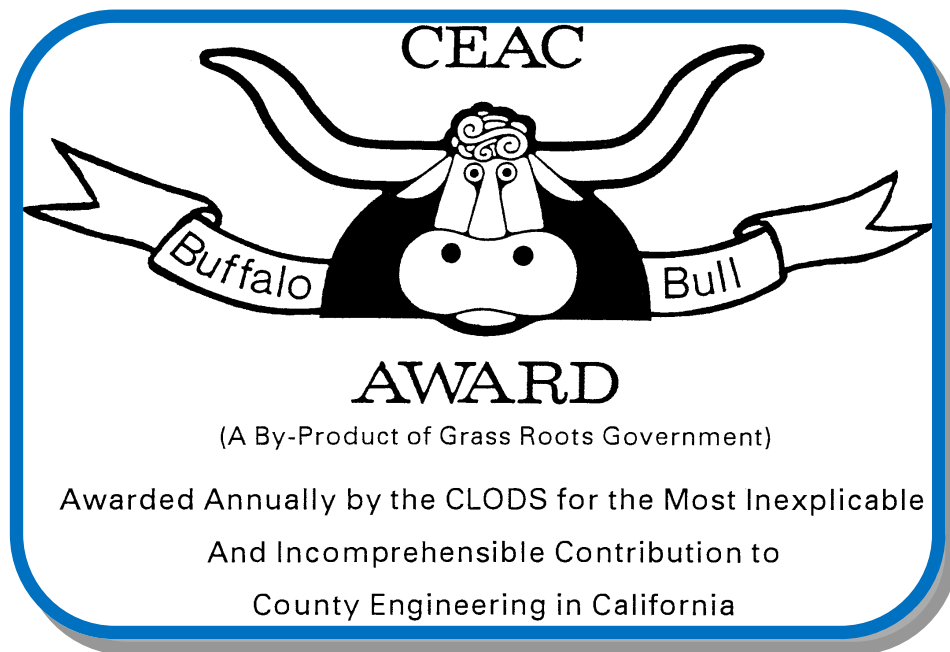 CEAC
Buffalo Bull
AWARD
(A By-Product of Grass Roots Government)
Awarded Annually by the CLODS for the Most Inexplicable
And Incomprehensible Contribution to
County Engineering in California